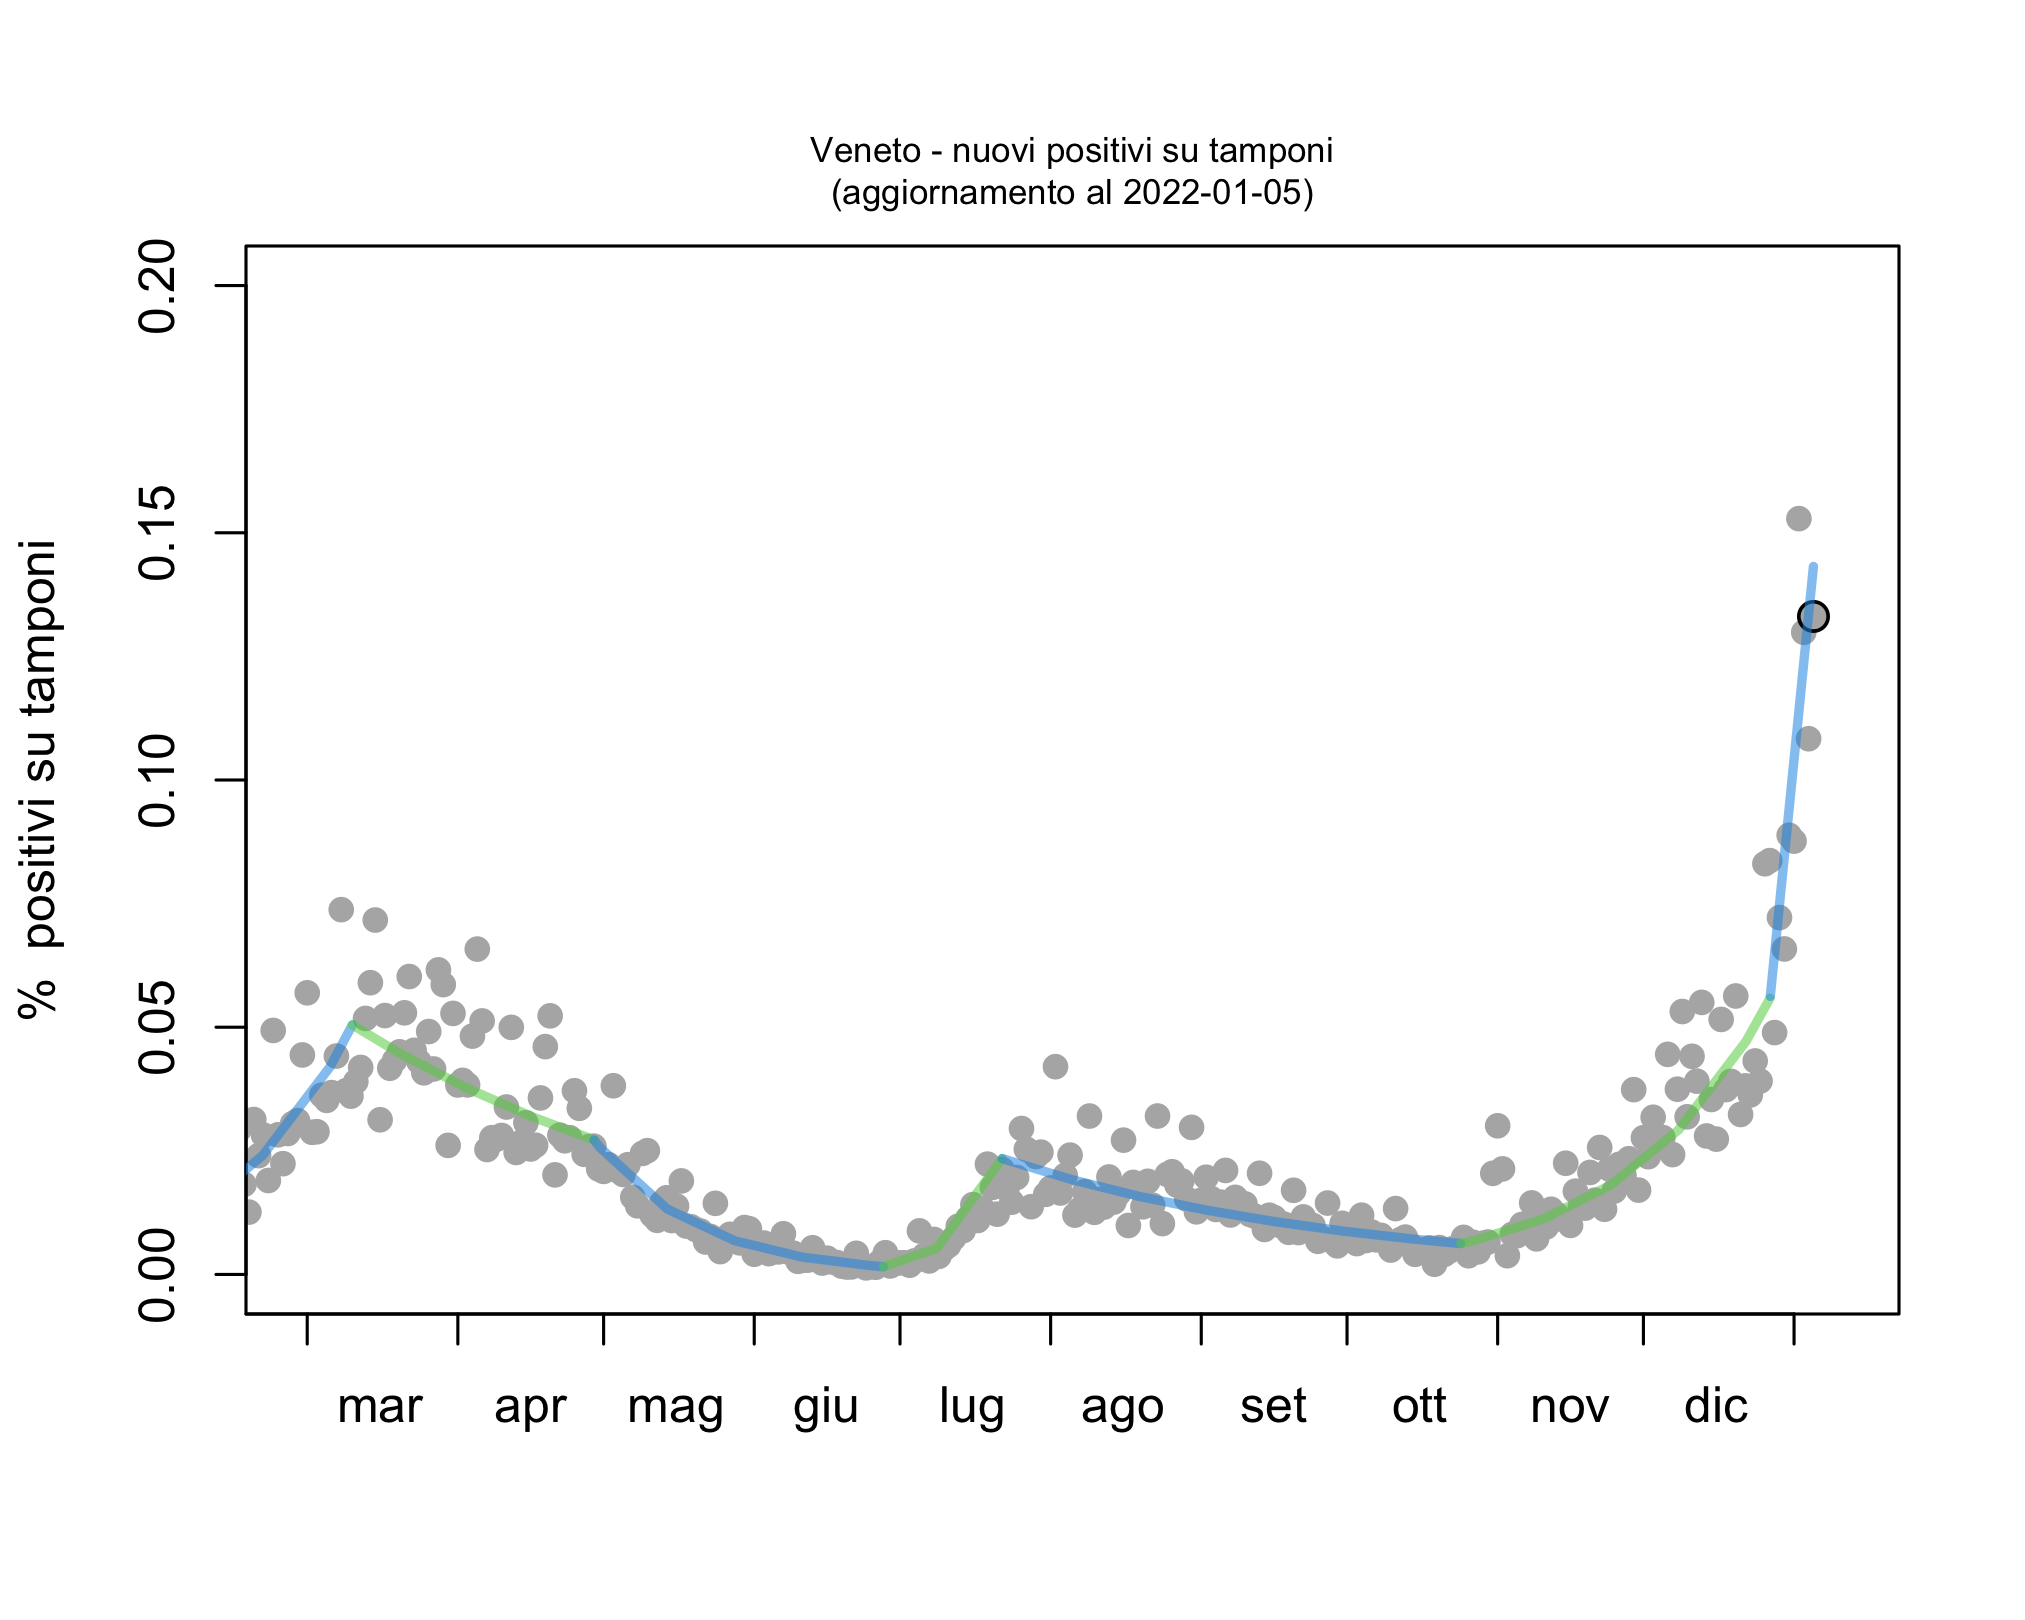 Veneto - nuovi positivi su tamponi
(aggiornamento al 2022-01-05)
% positivi su tamponi
0.20
0.15
0.10
0.05
0.00
mar apr mag giu lug ago set ott nov dic